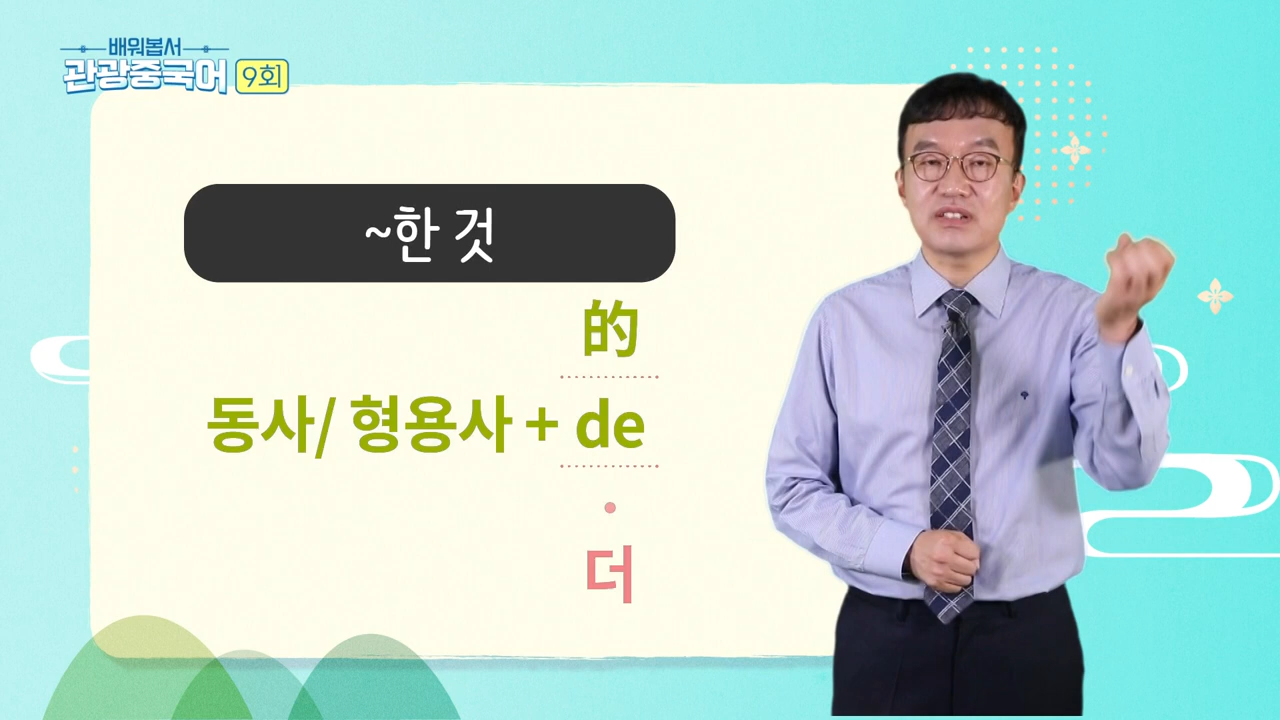 배워봅서
관광중국어 9회
~한 것
的
동사/ 형용사 + de
더